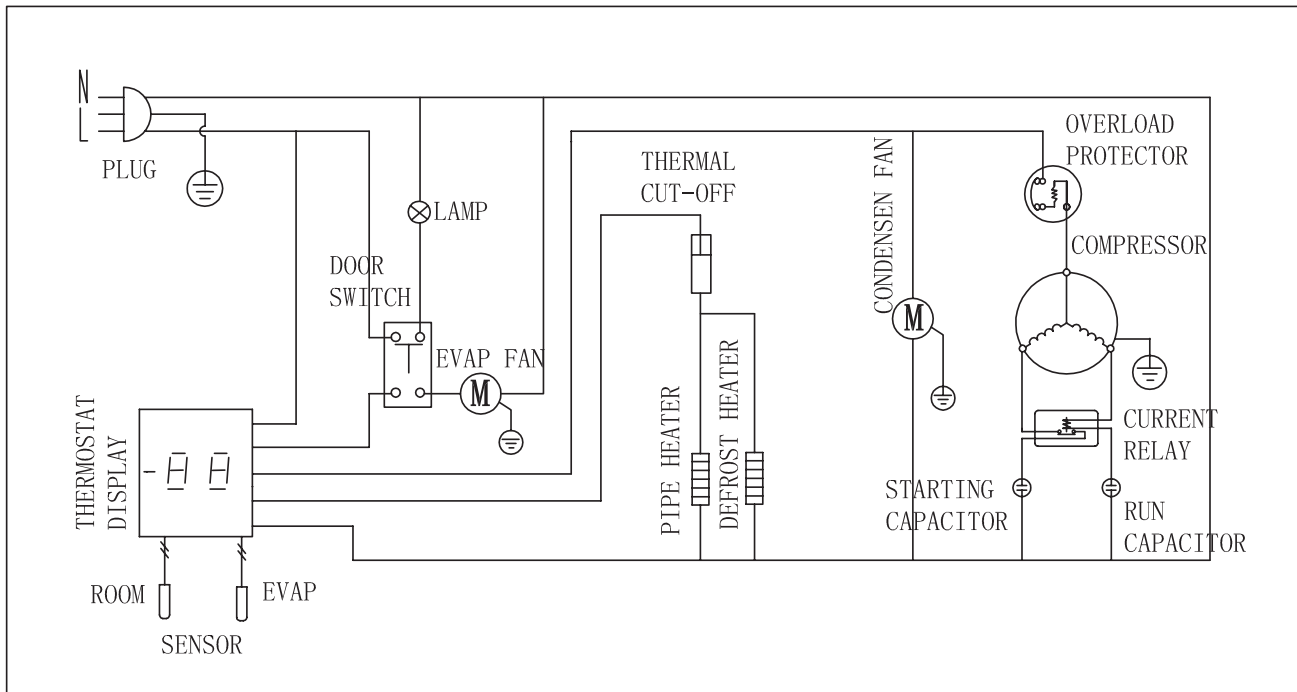 N
L
PLUG
LAMP
DOOR
SWITCH
EVAP FAN
M
THERMAL
CUT-OFF
CONDENSEN FAN
M
OVERLOAD
PROTECTOR
COMPRESSOR
CURRENT
RELAY
THERMOSTAT
DISPLAY
-88
PIPE HEATER
DEFROST HEATER
STARTING
CAPACITOR
RUN
CAPACITOR
ROOM
EVAP
SENSOR